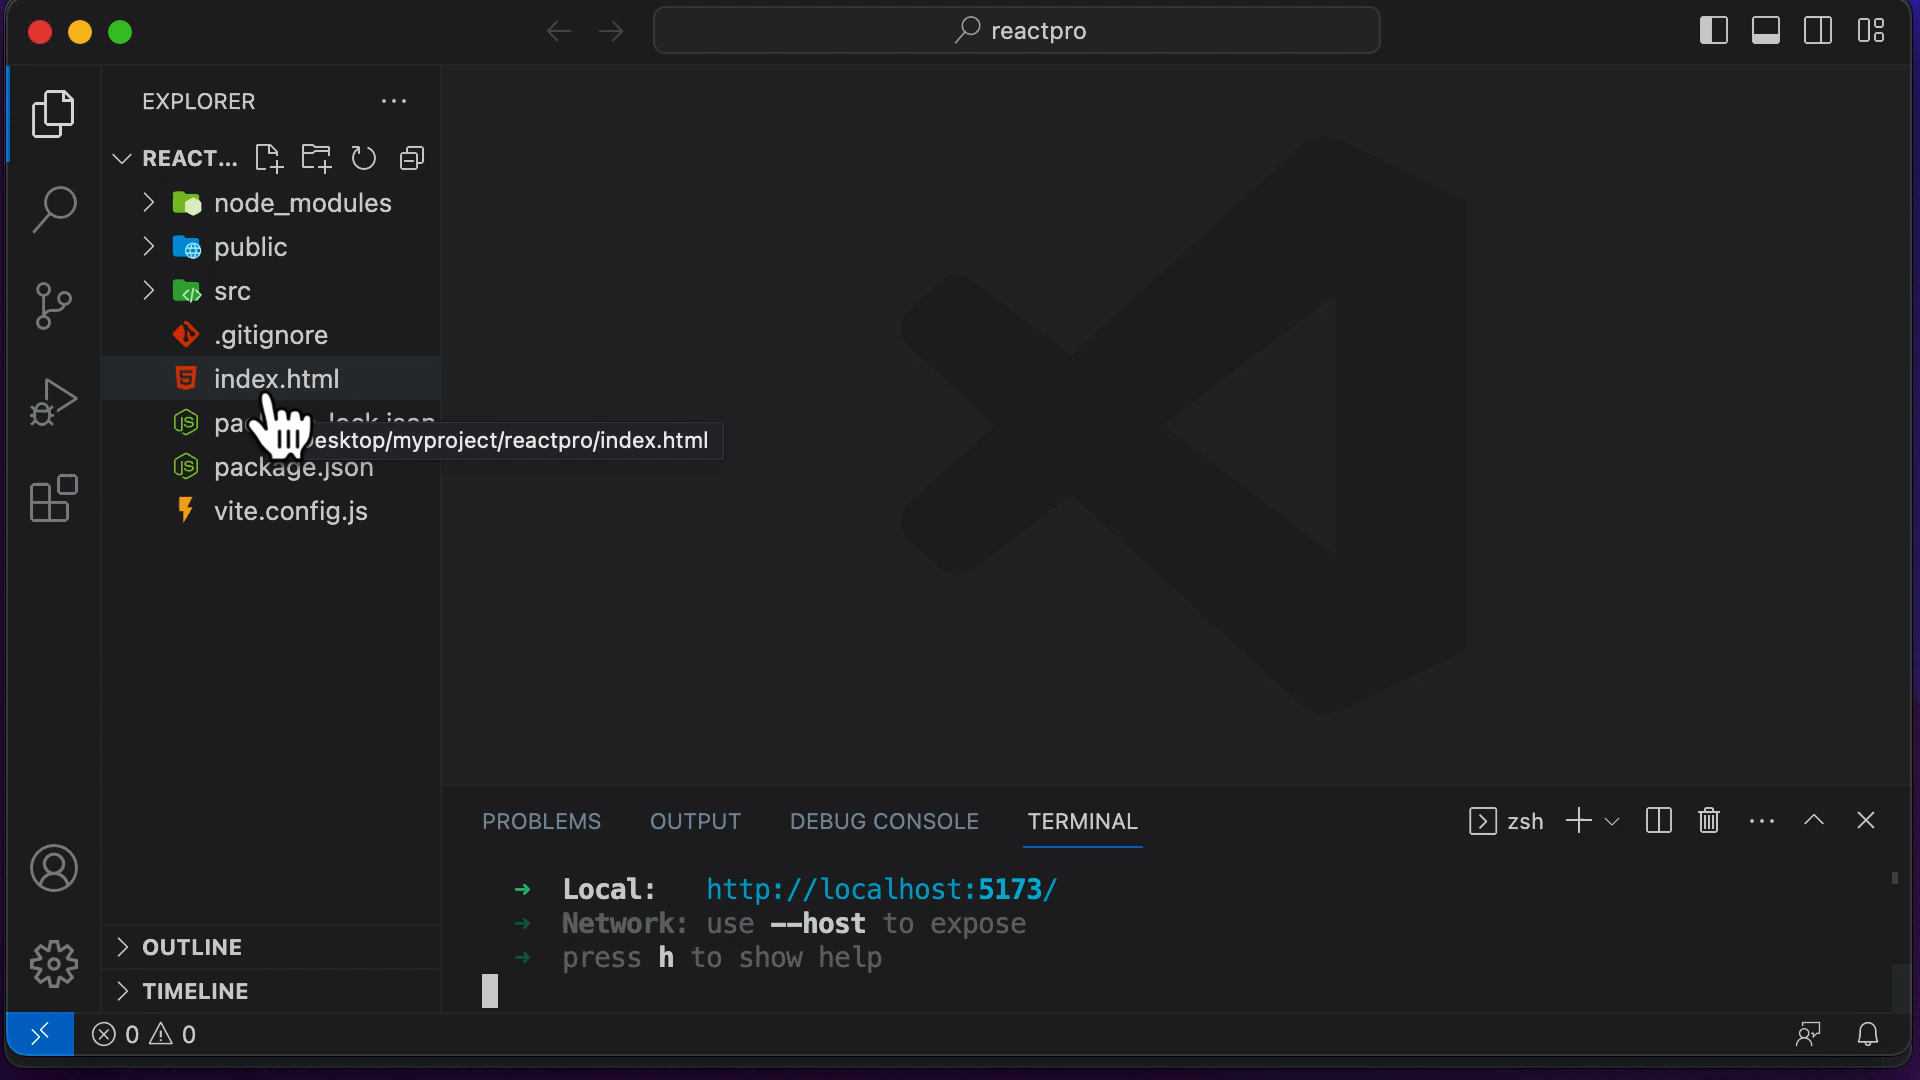 reactpro
EXPLORER
REACT...
node_modules
public
src
.gitignore
index.html
esktop/myproject/reactpro/index.html
package.json
vite.config.js
OUTLINE
TIMELINE
PROBLEMS OUTPUT DEBUG CONSOLE TERMINAL zsh
➜ Local: http://localhost:5173/
➜ Network: use --host to expose
➜ press h to show help
0 0